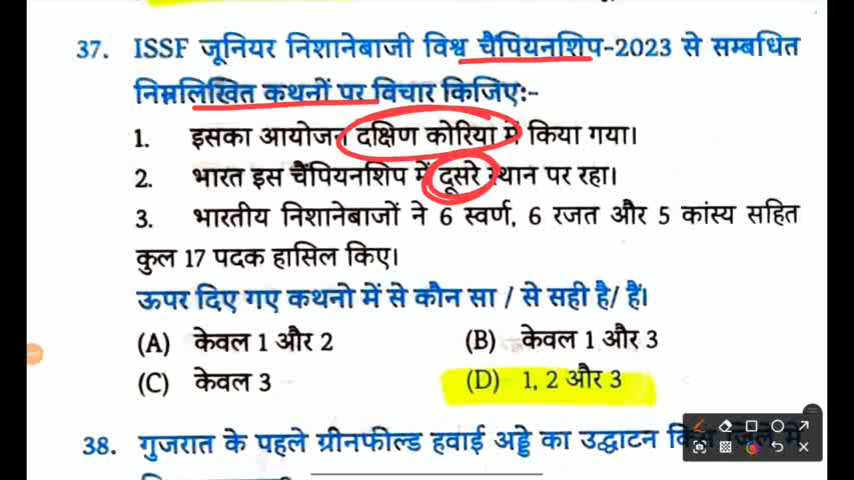 37. ISSF जूनियर निशानेबाजी विश्व चैंपियनशिप-2023 से सम्बधित
निम्नलिखित कथनों पर विचार किजिए:-
1. इसका आयोजन दक्षिण कोरिया में किया गया।
2. भारत इस चैंपियनशिप में दूसरे स्थान पर रहा।
3. भारतीय निशानेबाजों ने 6 स्वर्ण, 6 रजत और 5 कांस्य सहित
कुल 17 पदक हासिल किए।
ऊपर दिए गए कथनो में से कौन सा / से सही है/ हैं।
(A) केवल 1 और 2 (B) केवल 1 और 3
(C) केवल 3 (D) 1, 2 और 3
38. गुजरात के पहले ग्रीनफील्ड हवाई अड्डे का उद्घाटन